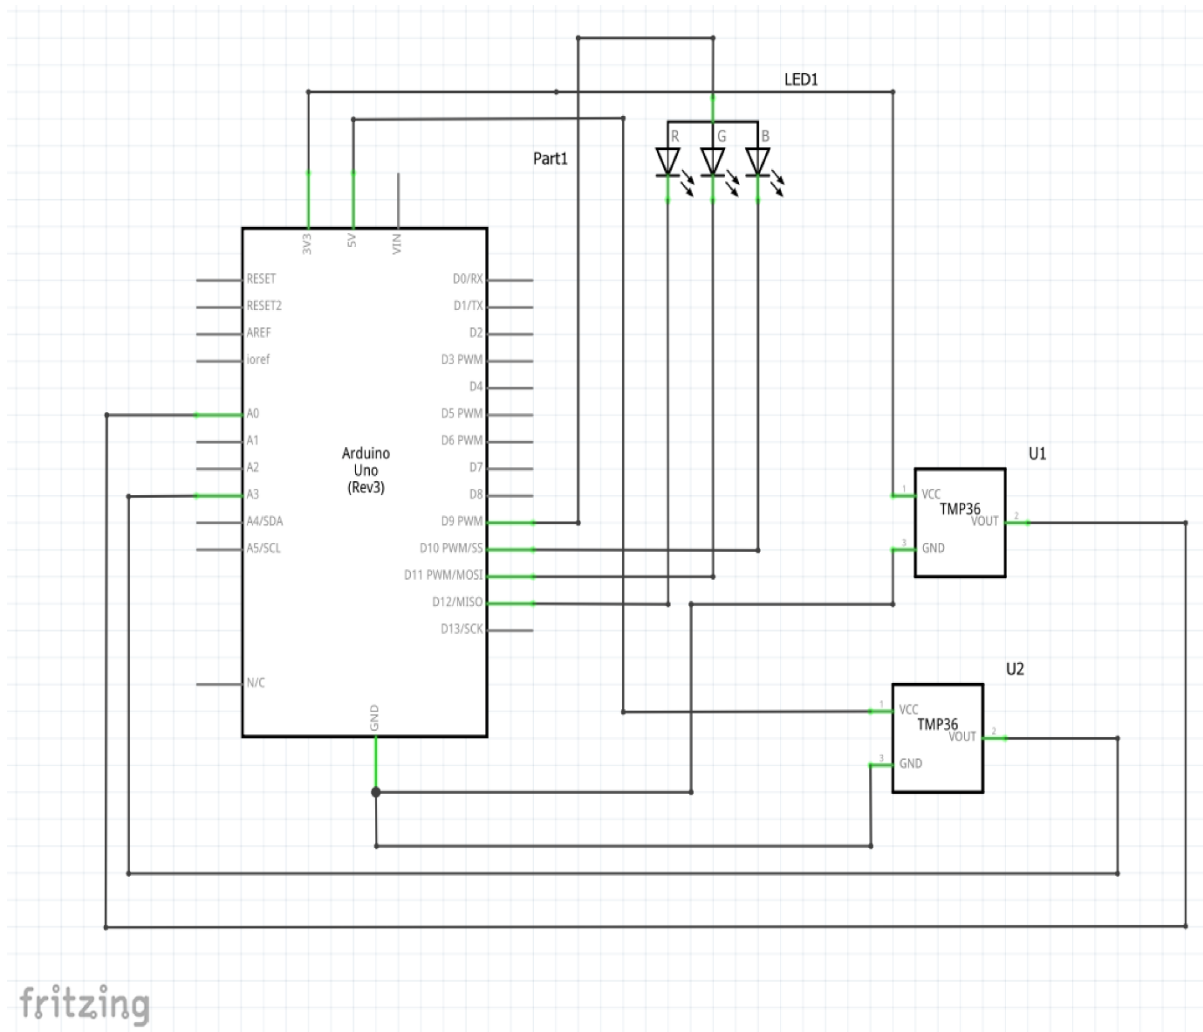 LED1
Part1
R
G
B
3V3
5V
VIN
RESET
RESET2
AREF
ioref
A0
A1
A2
A3
A4/SDA
A5/SCL
N/C
Arduino
Uno
(Rev3)
D0/RX
D1/TX
D2
D3 PWM
D4
D5 PWM
D6 PWM
D7
D8
D9 PWM
D10 PWM/SS
D11 PWM/MOSI
D12/MISO
D13/SCK
GND
U1
1
VCC
TMP36
VOUT
2
3
GND
U2
1
VCC
TMP36
VOUT
2
3
GND
fritzing